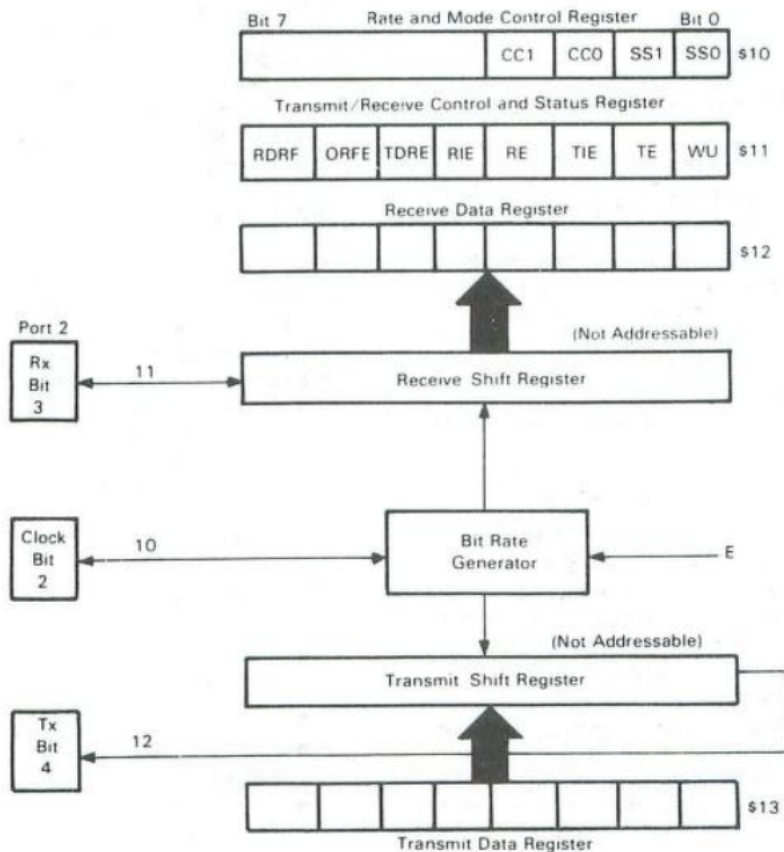 Bit 7 Rate and Mode Control Register Bit 0
CC1 CC0 SS1 SS0 $10
Transmit/Receive Control and Status Register
RDRF ORFE TDRE RIE RE TIE TE WU $11
Receive Data Register
$12
Port 2
(Not Addressable)
Rx
Bit
3
11
Receive Shift Register
Clock
Bit
2
10
Bit Rate
Generator
E
(Not Addressable)
Transmit Shift Register
Tx
Bit
4
12
$13
Transmit Data Register